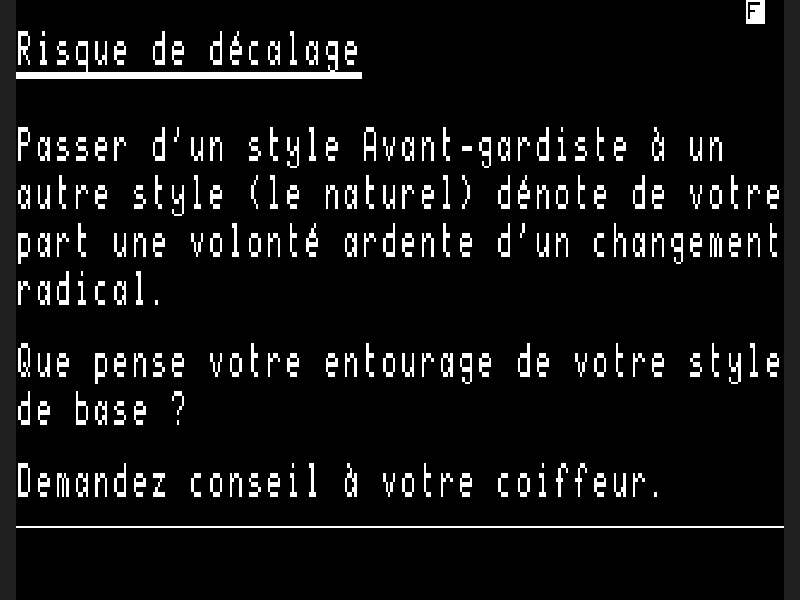 F
Risque de décalage
Passer d'un style Avant-gardiste à un
autre style (le naturel) dénote de votre
part une volonté ardente d'un changement
radical.
Que pense votre entourage de votre style
de base ?
Demandez conseil à votre coiffeur.